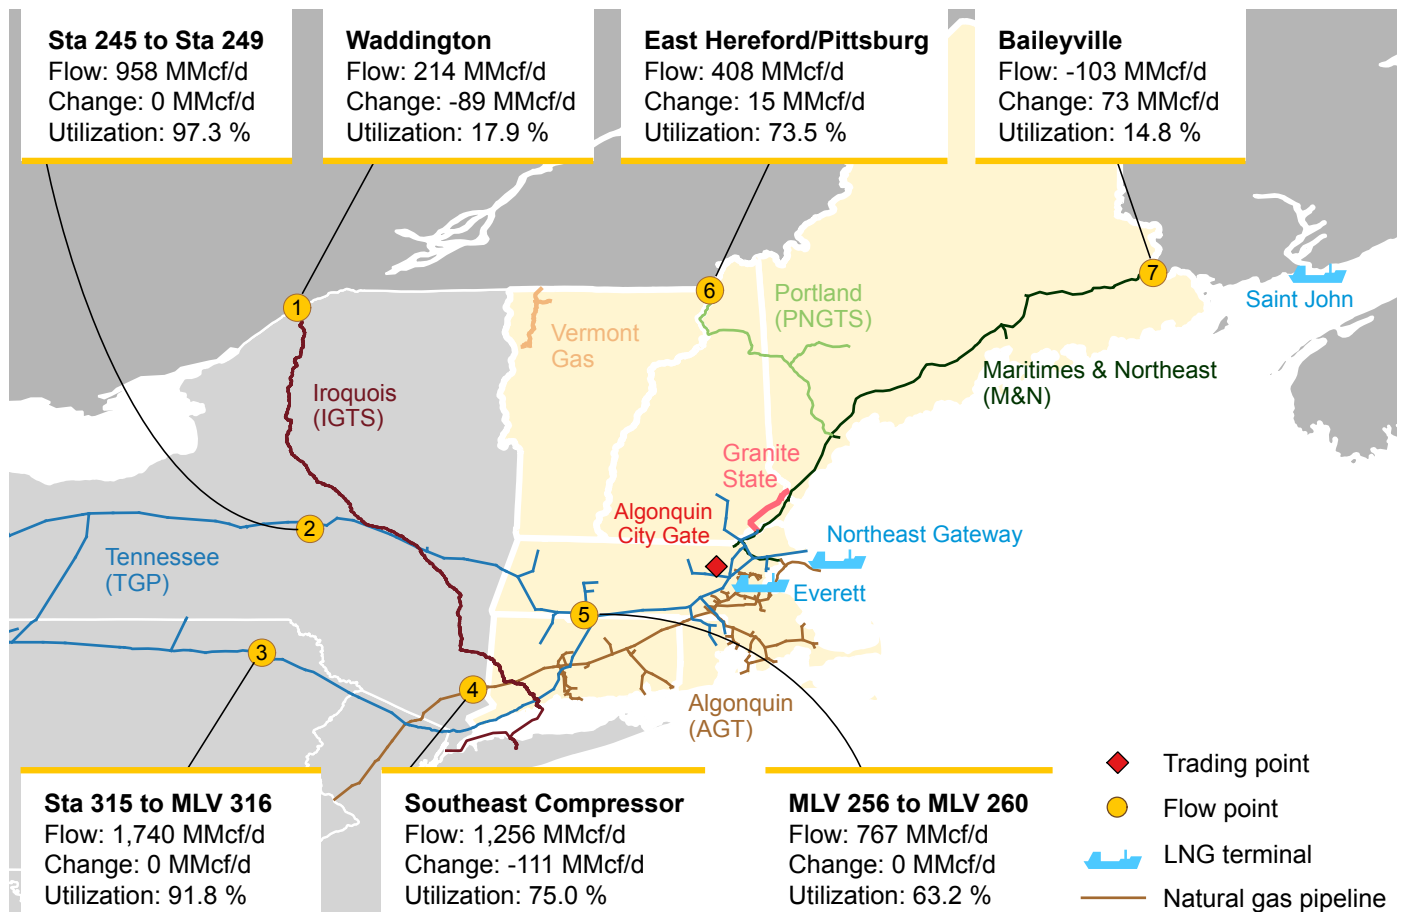 Sta 245 to Sta 249
Flow: 958 MMcf/d
Change: 0 MMcf/d
Utilization: 97.3 %
Waddington
Flow: 214 MMcf/d
Change: -89 MMcf/d
Utilization: 17.9 %
East Hereford/Pittsburg
Flow: 408 MMcf/d
Change: 15 MMcf/d
Utilization: 73.5 %
Baileyville
Flow: -103 MMcf/d
Change: 73 MMcf/d
Utilization: 14.8 %
7
6
1
Saint John
Portland
(PNGTS)
Vermont
Gas
Maritimes & Northeast
(M&N)
Iroquois
(IGTS)
Granite
State
Algonquin
City Gate
2
Northeast Gateway
Tennessee
(TGP)
Everett
5
3
4
Algonquin
(AGT)
Sta 315 to MLV 316
Flow: 1,740 MMcf/d
Change: 0 MMcf/d
Utilization: 91.8 %
Southeast Compressor
Flow: 1,256 MMcf/d
Change: -111 MMcf/d
Utilization: 75.0 %
MLV 256 to MLV 260
Flow: 767 MMcf/d
Change: 0 MMcf/d
Utilization: 63.2 %
Trading point
Flow point
LNG terminal
Natural gas pipeline